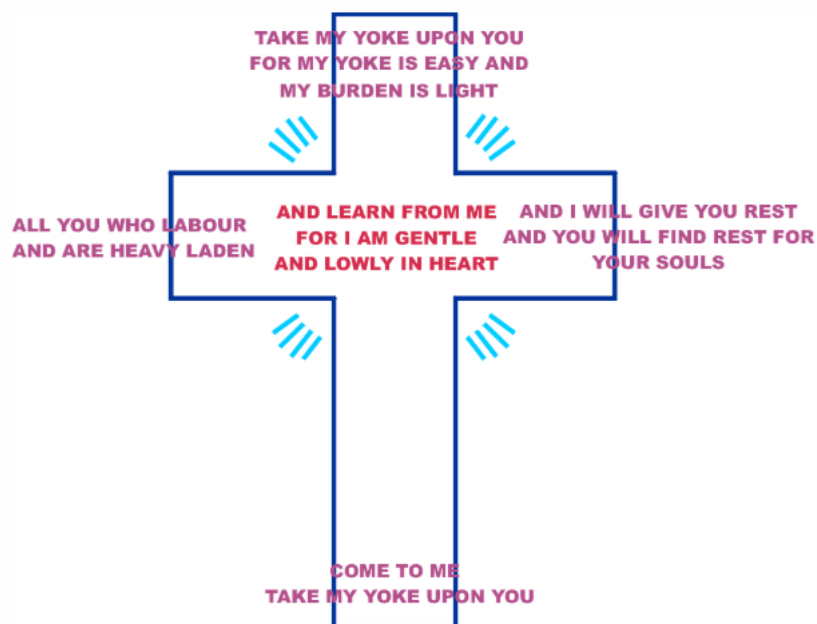 TAKE MY YOKE UPON YOU
FOR MY YOKE IS EASY AND
MY BURDEN IS LIGHT
ALL YOU WHO LABOUR
AND ARE HEAVY LADEN
AND LEARN FROM ME
FOR I AM GENTLE
AND LOWLY IN HEART
AND I WILL GIVE YOU REST
AND YOU WILL FIND REST FOR
YOUR SOULS
COME TO ME
TAKE MY YOKE UPON YOU